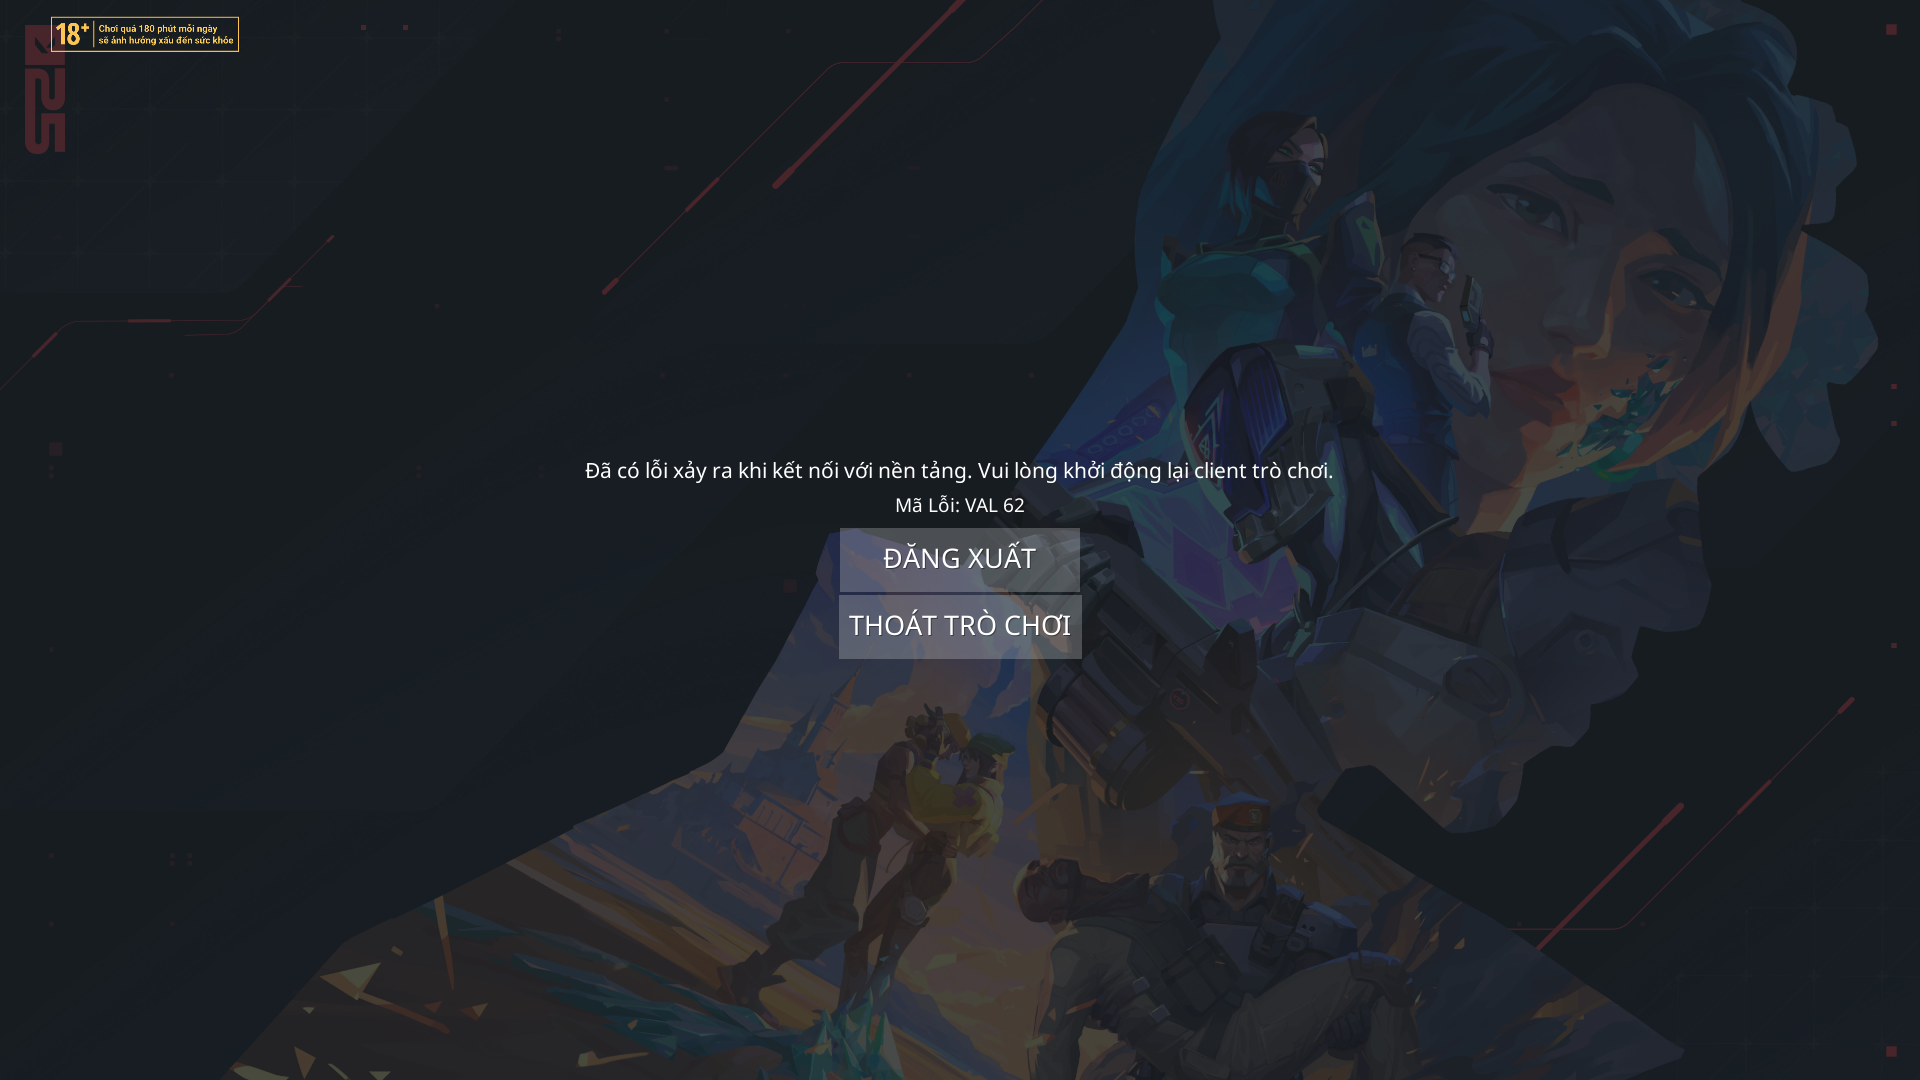 18+
Chơi quá 180 phút mỗi ngày
sẽ ảnh hưởng xấu đến sức khỏe
Đã có lỗi xảy ra khi kết nối với nền tảng. Vui lòng khởi động lại client trò chơi.
Mã Lỗi: VAL 62
ĐĂNG XUẤT
THOÁT TRÒ CHƠI